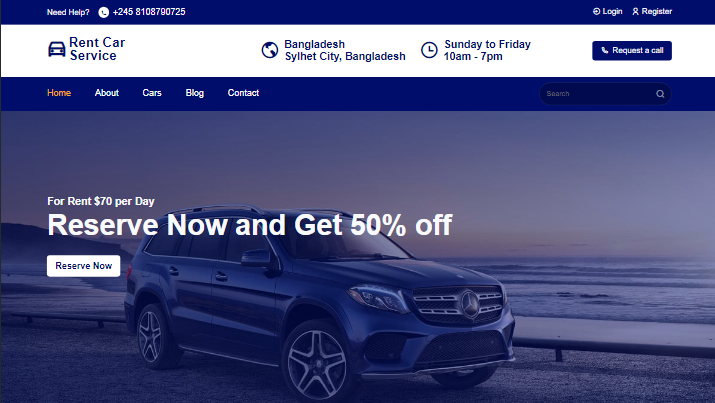 Need Help? +245 8108790725
Login Register
Rent Car
Service
Bangladesh
Sylhet City, Bangladesh
Sunday to Friday
10am - 7pm
Request a call
Home About Cars Blog Contact
Search
For Rent $70 per Day
Reserve Now and Get 50% off
Reserve Now